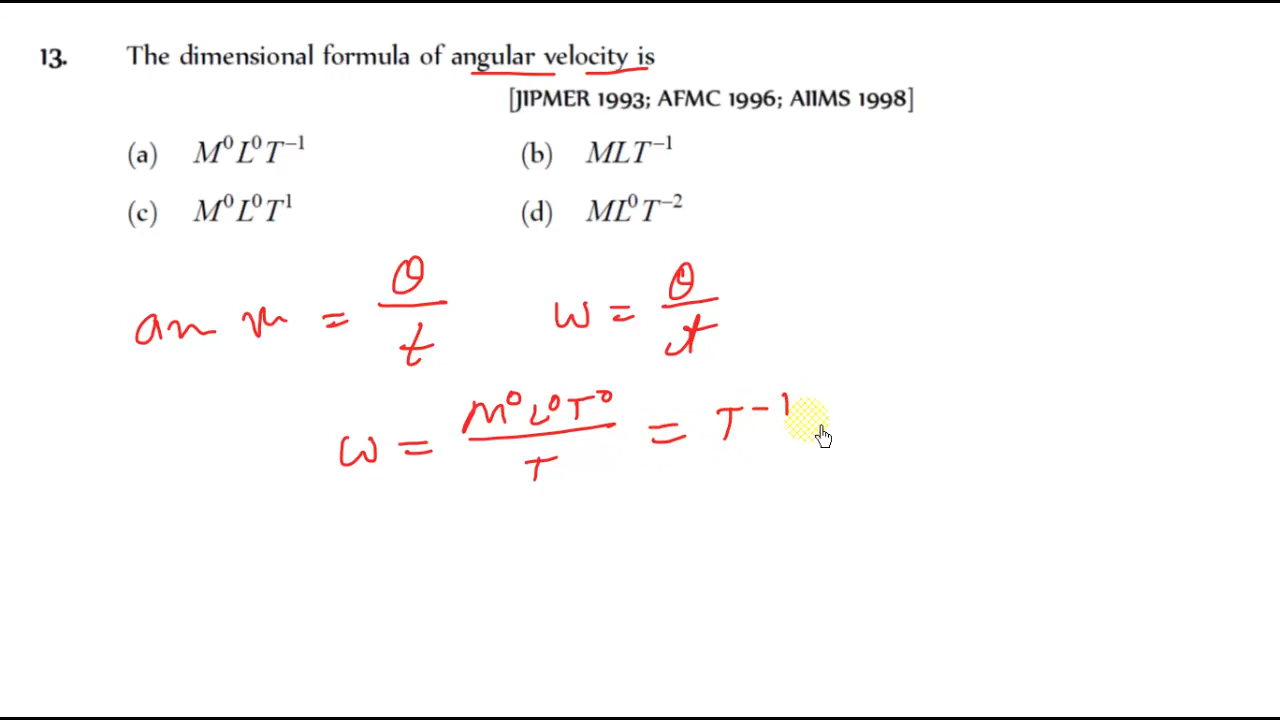 13. The dimensional formula of angular velocity is
[JIPMER 1993; AFMC 1996; AIIMS 1998]
(a) M⁰L⁰T⁻¹ (b) MLT⁻¹
(c) M⁰L⁰T¹ (d) ML⁰T⁻²
an = θ/t ω = θ/t
ω = M⁰L⁰T⁰/T = T⁻¹